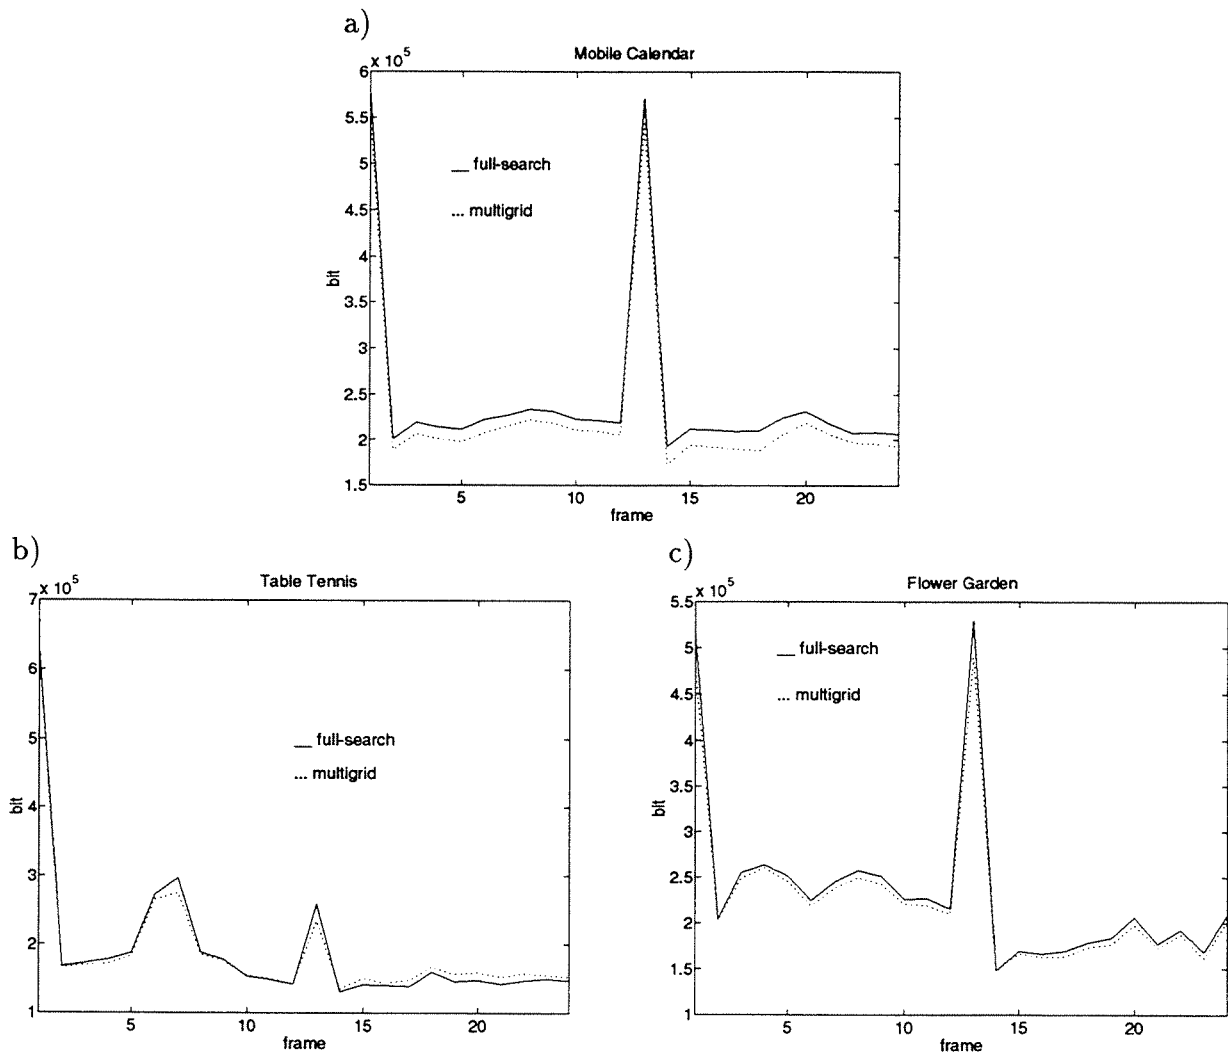 a)
Mobile Calendar
x 10^5
6
5.5
5
4.5
4
3.5
3
2.5
2
1.5
bit
__ full-search
... multigrid
5 10 15 20
frame
b)
Table Tennis
x 10^5
7
6
5
4
3
2
1
bit
__ full-search
... multigrid
5 10 15 20
frame
c)
Flower Garden
x 10^5
5.5
5
4.5
4
3.5
3
2.5
2
1.5
1
bit
__ full-search
... multigrid
5 10 15 20
frame